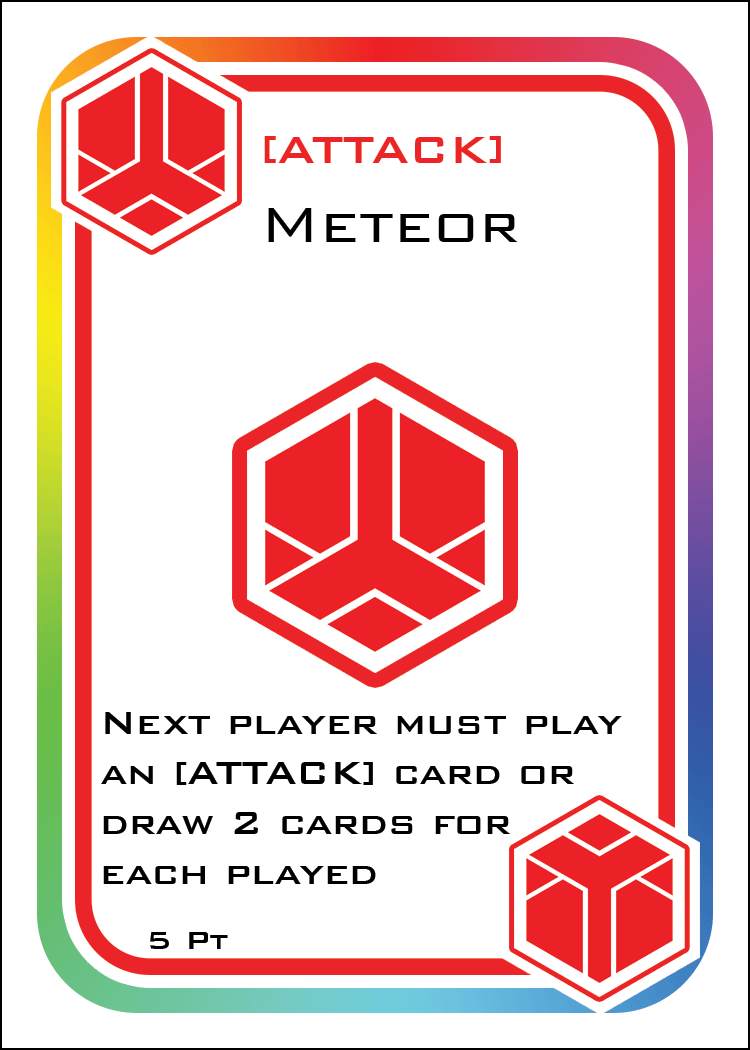 [ATTACK]
Meteor
Next player must play
an [ATTACK] card or
draw 2 cards for
each played
5 Pt